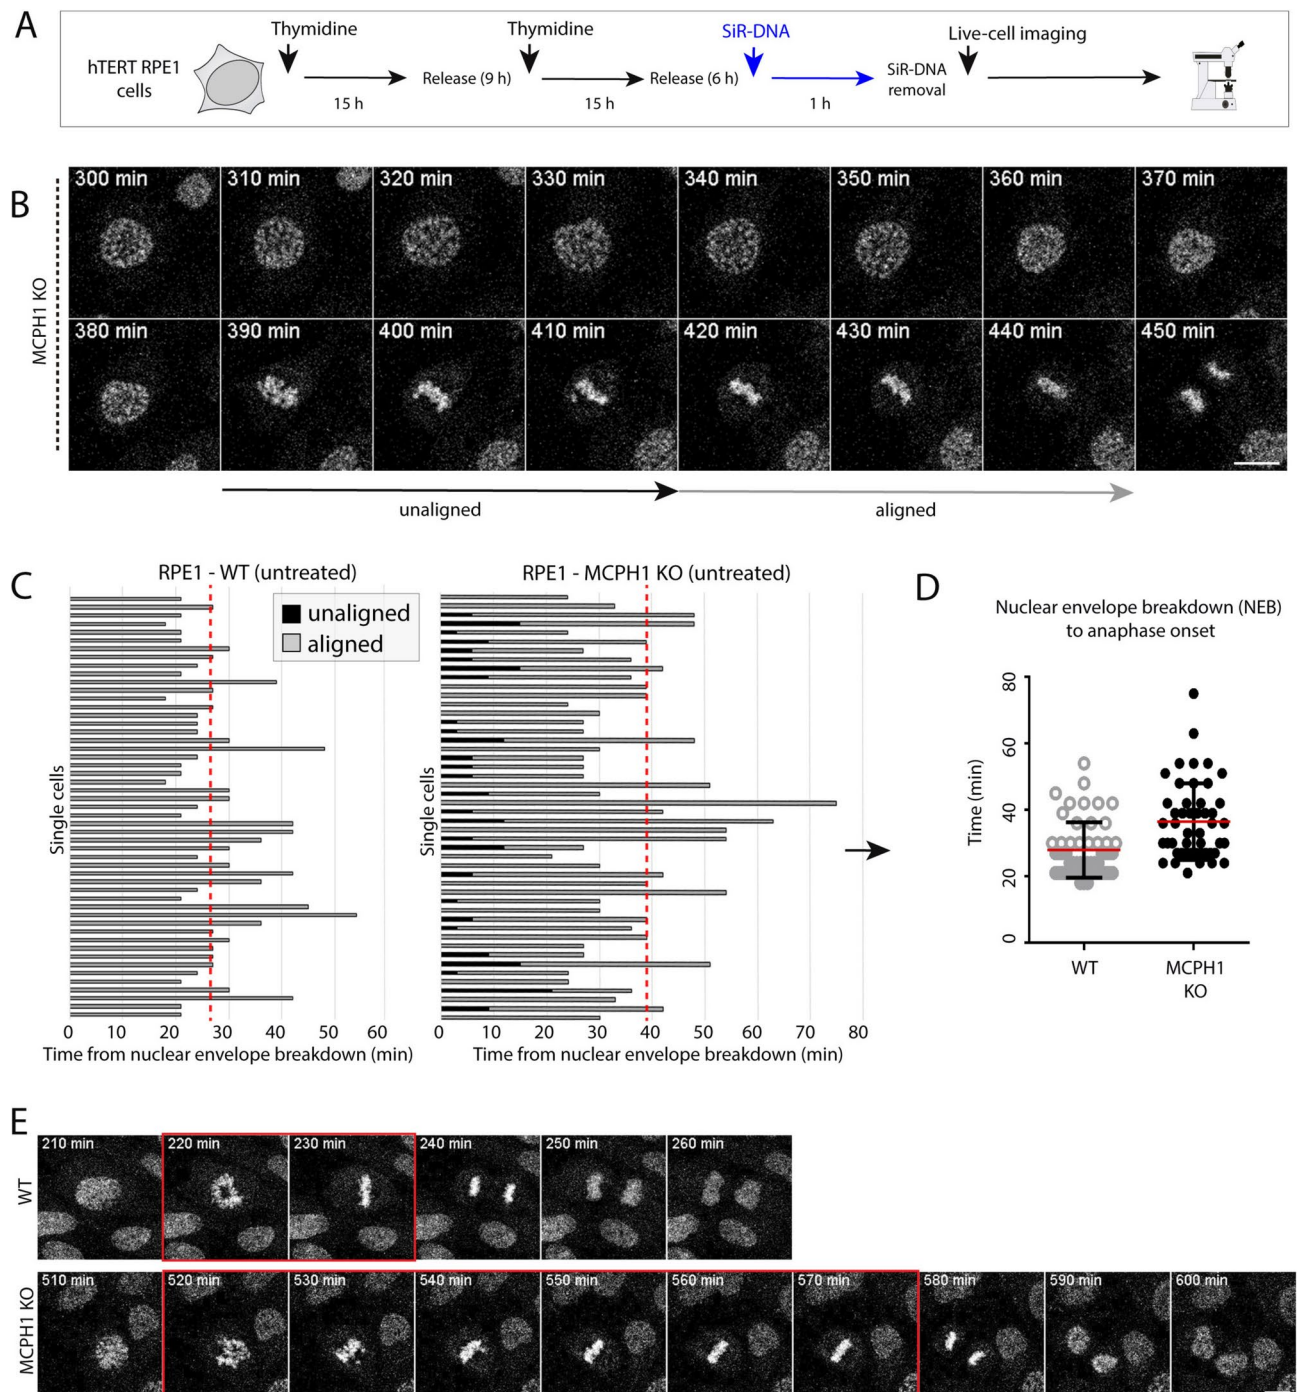 A
Thymidine
Thymidine
SiR-DNA
Live-cell imaging
hTERT RPE1
cells
Release (9 h)
Release (6 h)
SiR-DNA
removal
15 h
15 h
1 h
B
MCPH1 KO
300 min
310 min
320 min
330 min
340 min
350 min
360 min
370 min
380 min
390 min
400 min
410 min
420 min
430 min
440 min
450 min
unaligned
aligned
C
RPE1 - WT (untreated)
unaligned
aligned
Single cells
0 10 20 30 40 50 60
Time from nuclear envelope breakdown (min)
RPE1 - MCPH1 KO (untreated)
Single cells
0 10 20 30 40 50 60 70 80
Time from nuclear envelope breakdown (min)
D
Nuclear envelope breakdown (NEB)
to anaphase onset
Time (min)
80
60
40
20
0
WT
MCPH1
KO
E
WT
210 min
220 min
230 min
240 min
250 min
260 min
MCPH1 KO
510 min
520 min
530 min
540 min
550 min
560 min
570 min
580 min
590 min
600 min